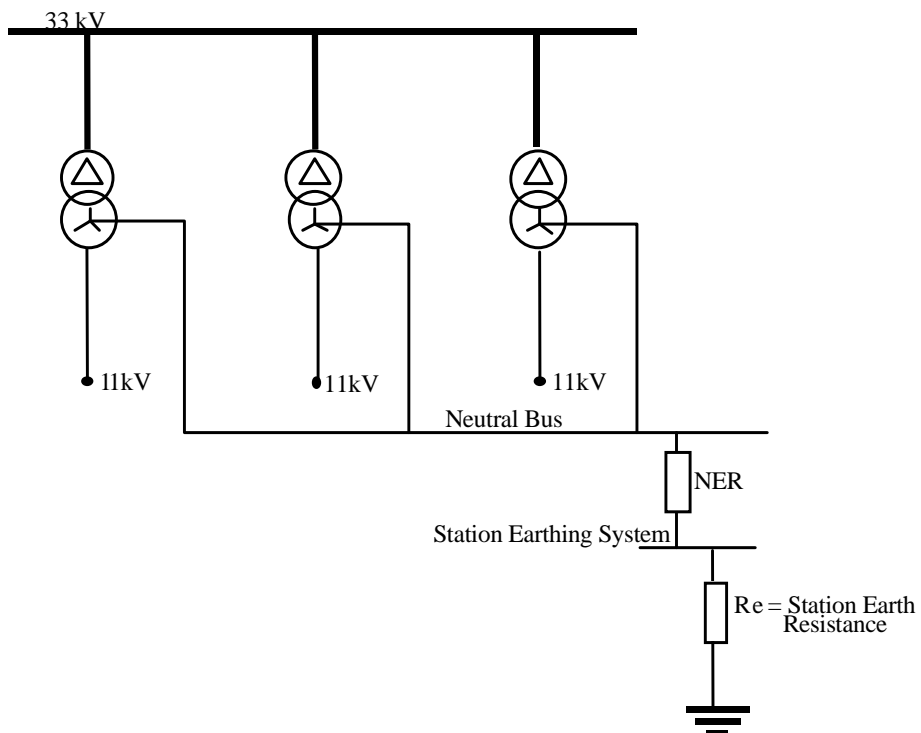 33 kV
11kV
11kV
11kV
Neutral Bus
NER
Station Earthing System
Re = Station Earth
Resistance